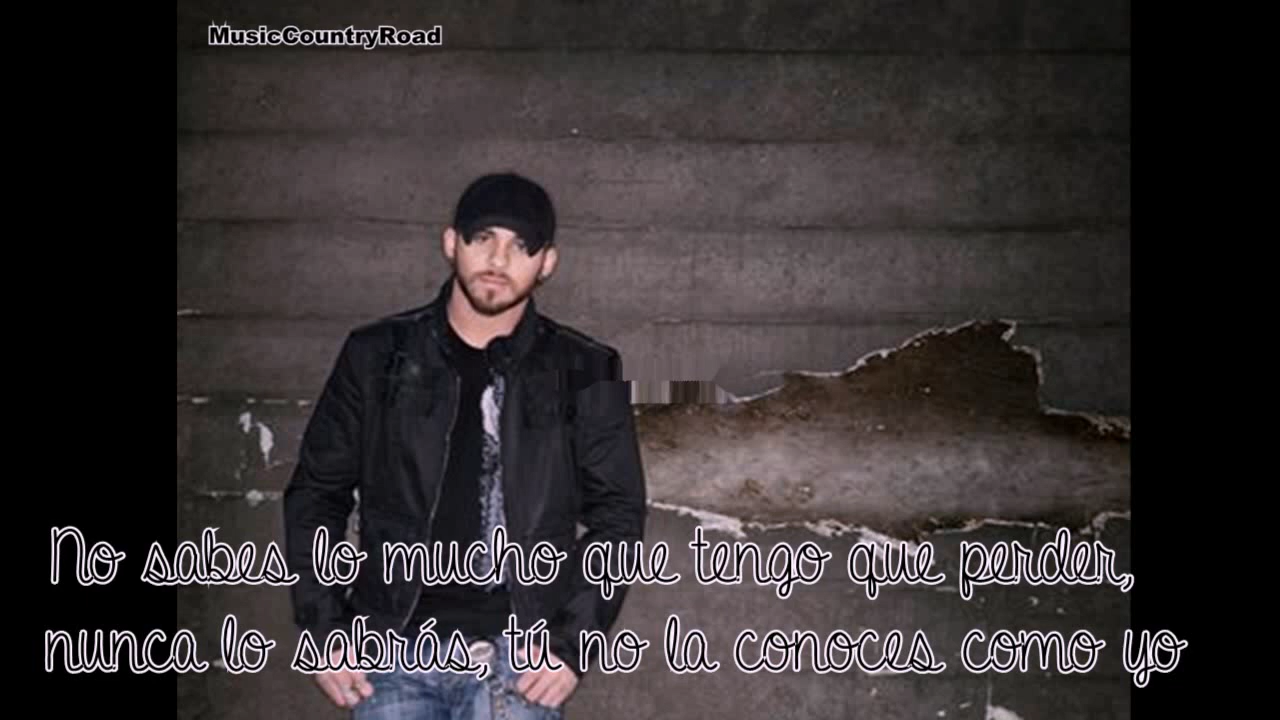 MusicCountryRoad
No sabes lo mucho que tengo que perder,
nunca lo sabrás, tú no la conoces como yo